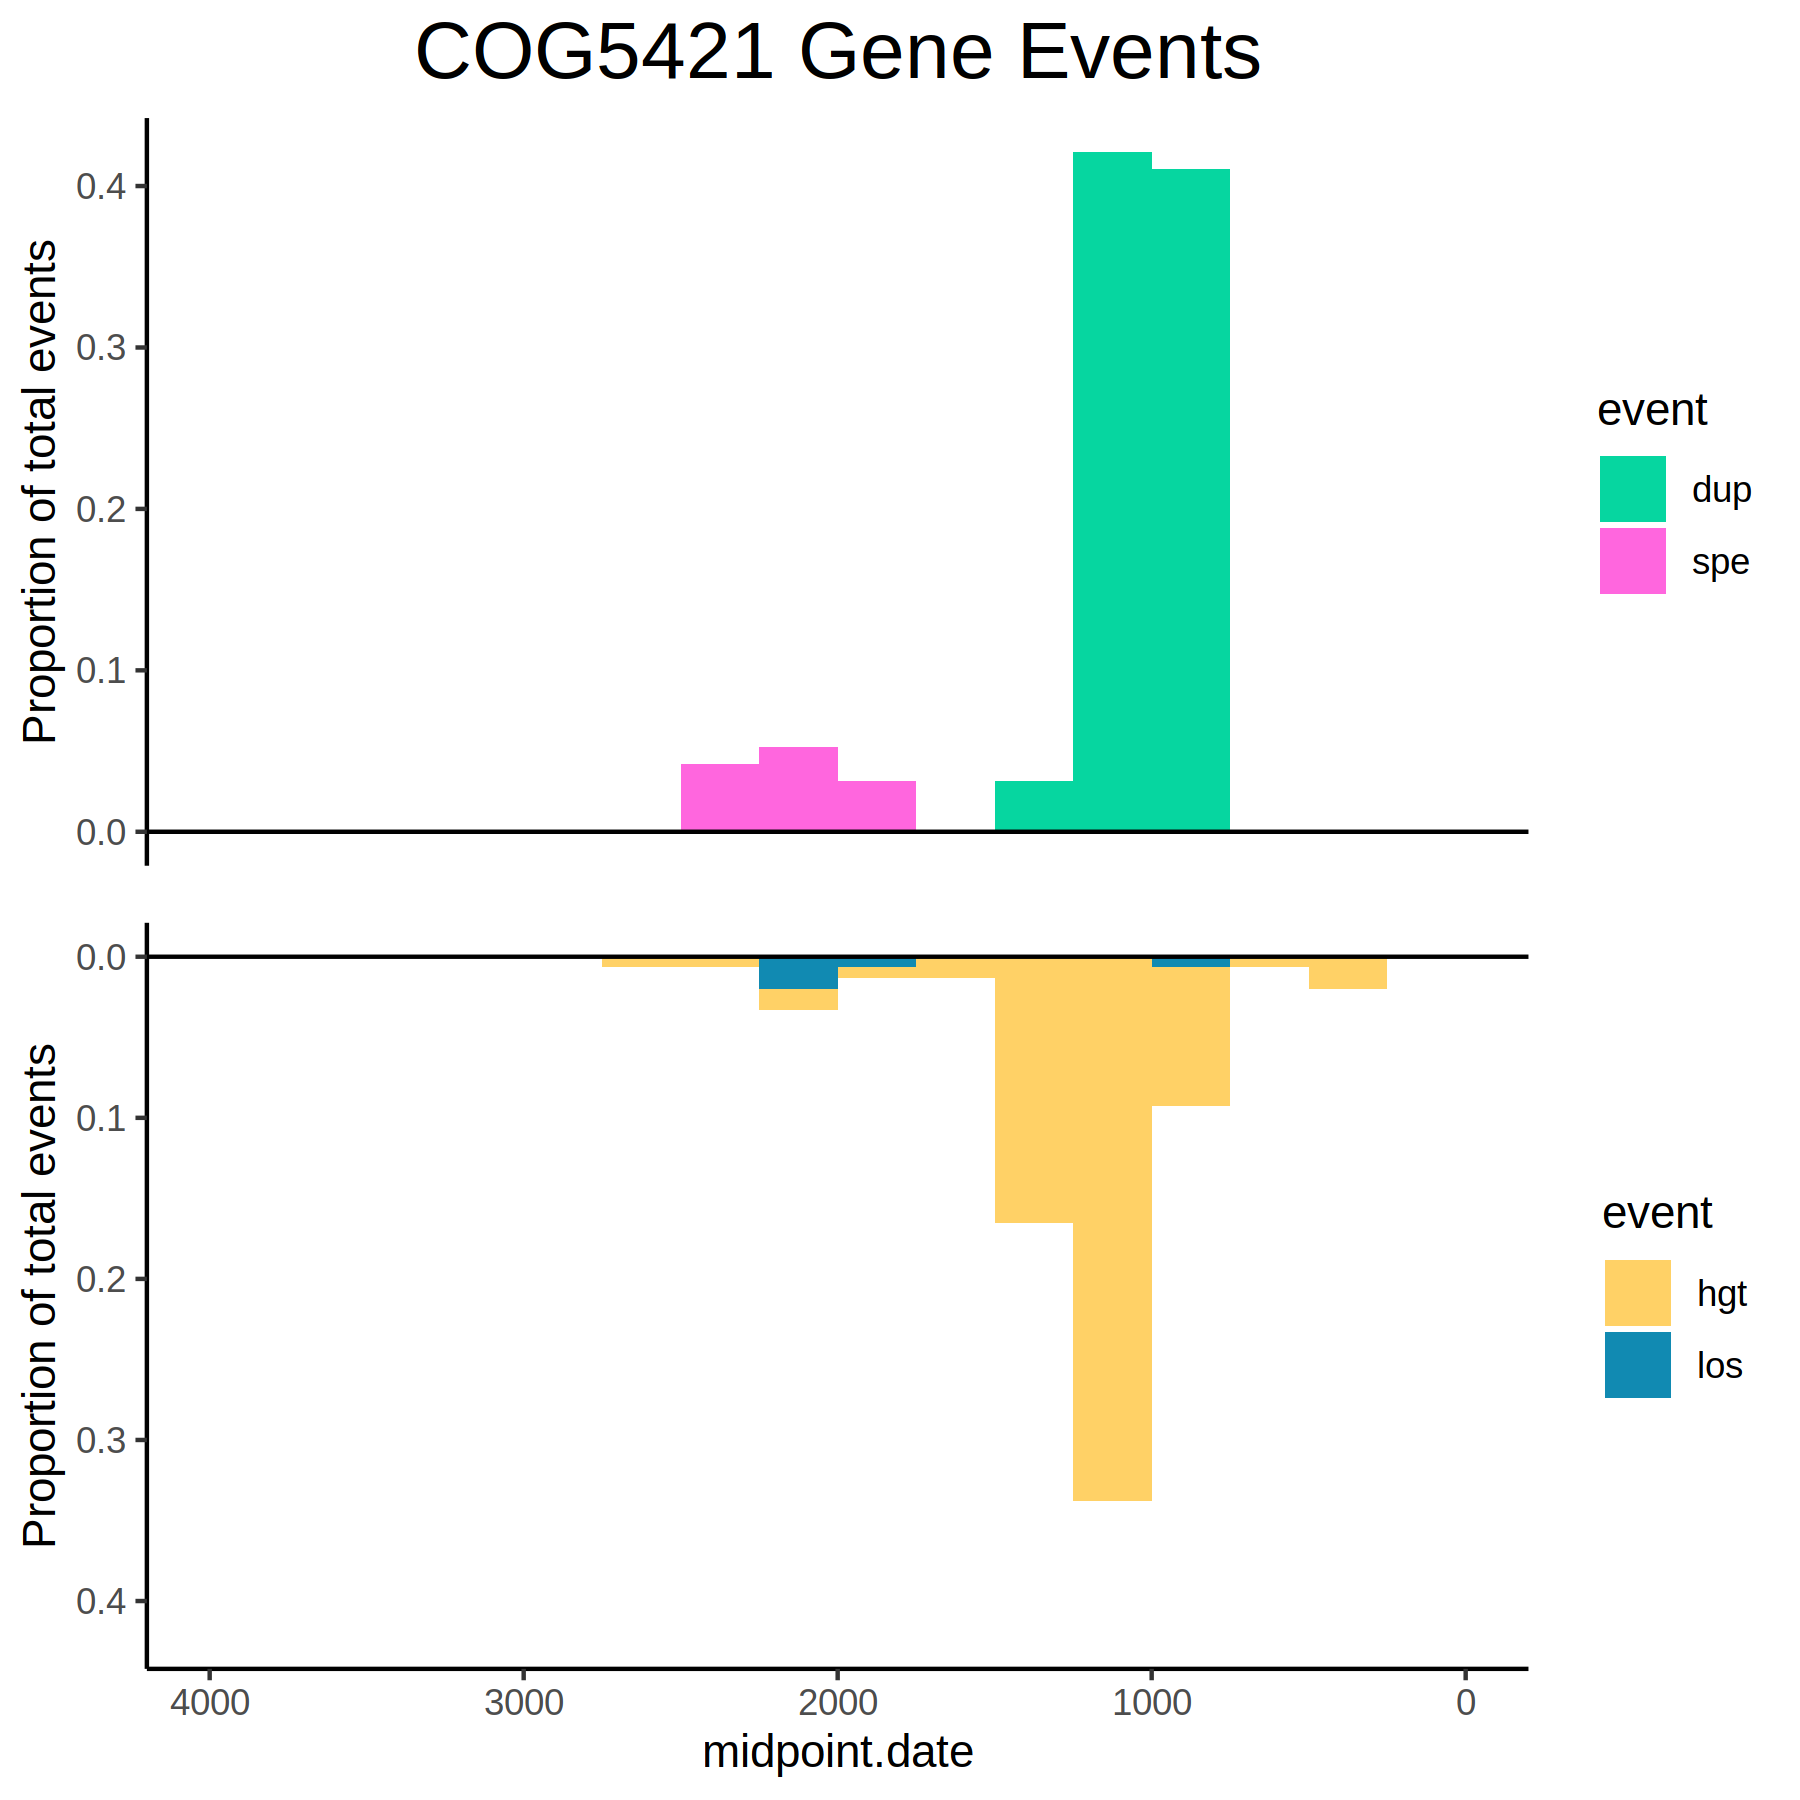 COG5421 Gene Events
Proportion of total events
0.4
0.3
0.2
0.1
0.0
event
dup
spe
Proportion of total events
0.0
0.1
0.2
0.3
0.4
event
hgt
los
4000 3000 2000 1000 0
midpoint.date